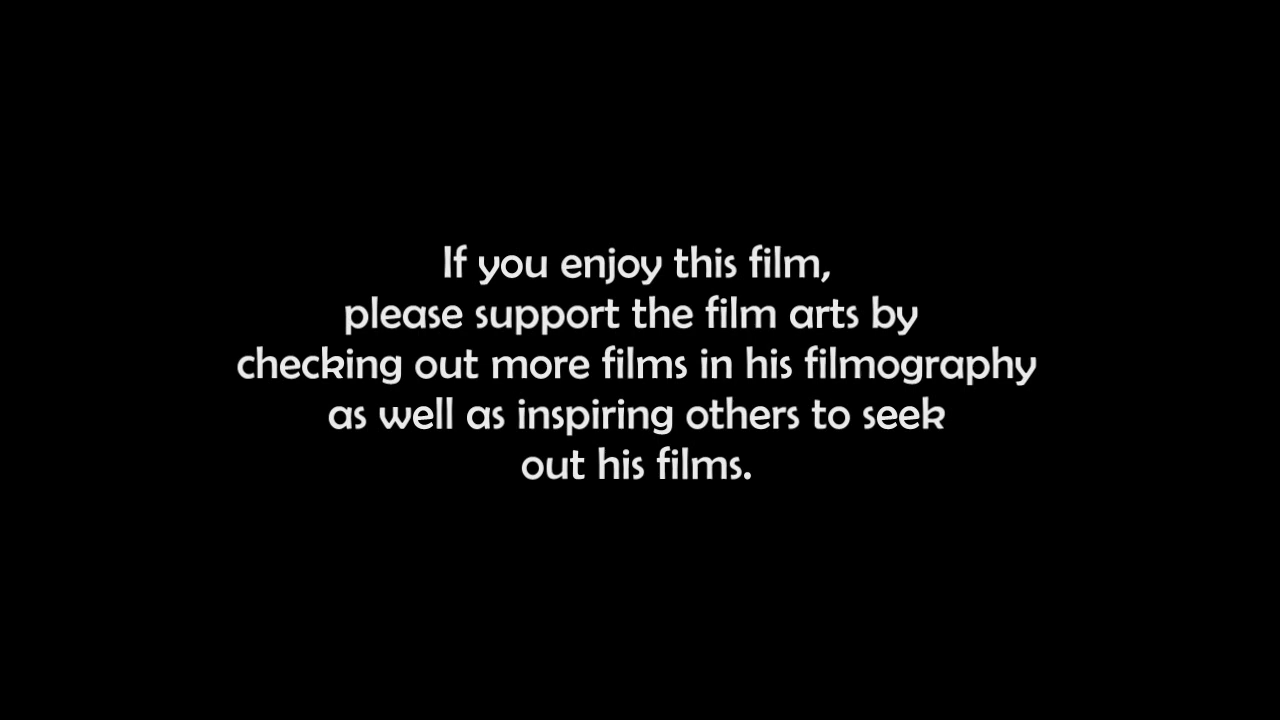 If you enjoy this film,
please support the film arts by
checking out more films in his filmography
as well as inspiring others to seek
out his films.